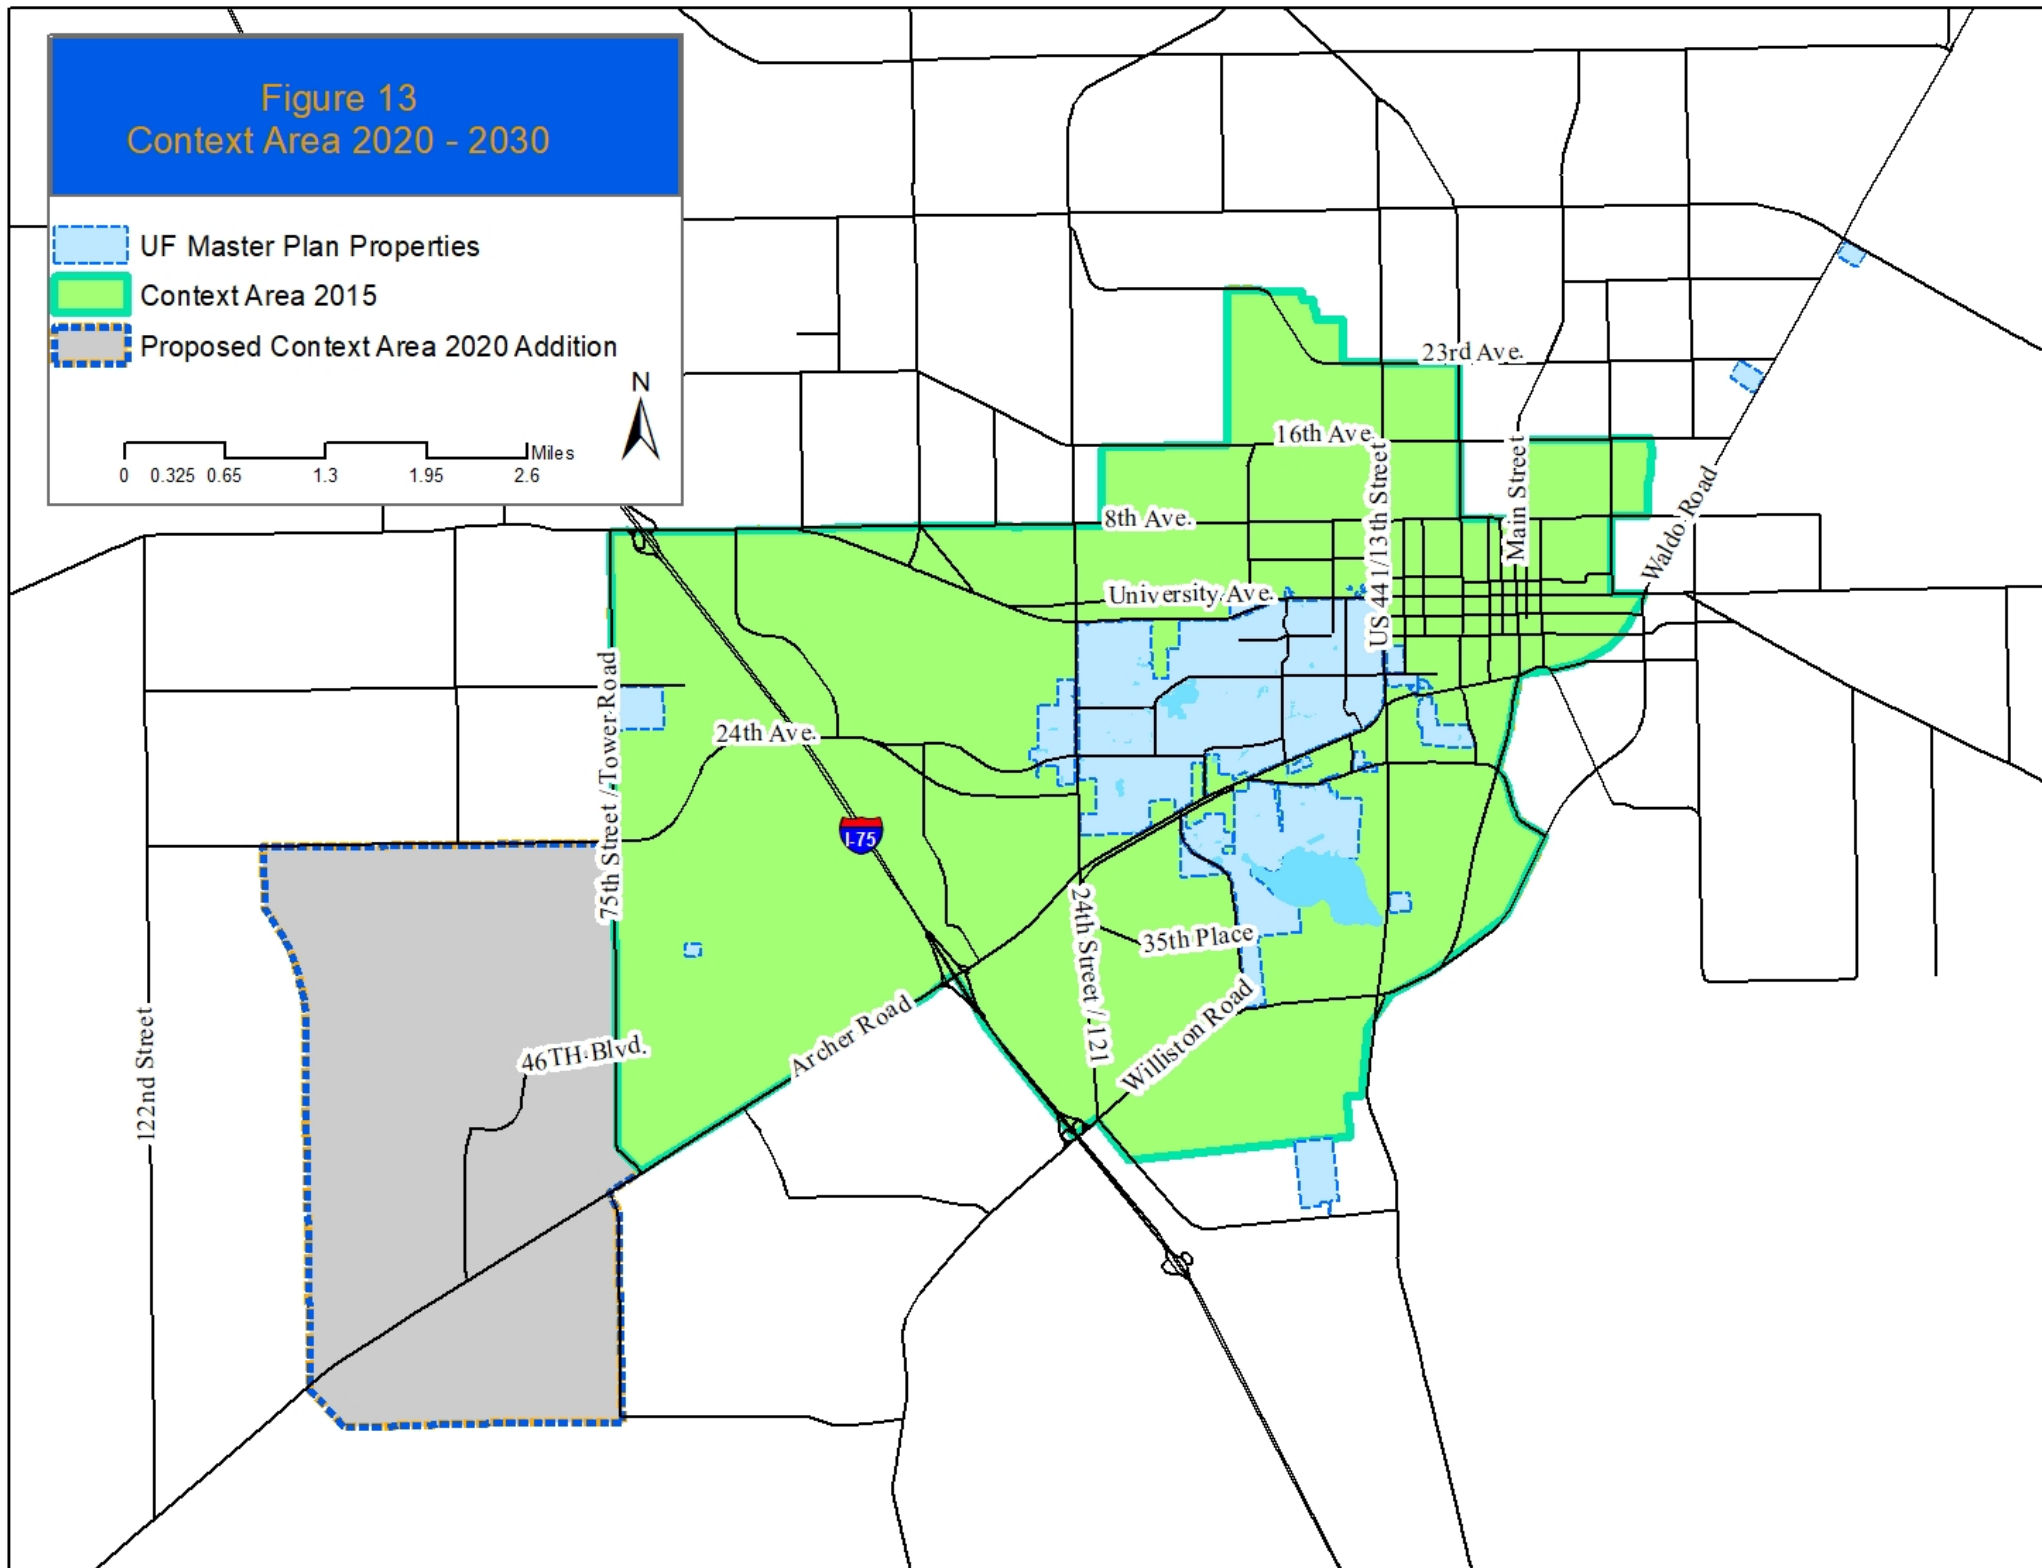 Figure 13
Context Area 2020 - 2030
UF Master Plan Properties
Context Area 2015
Proposed Context Area 2020 Addition
N
Miles
0 0.325 0.65 1.3 1.95 2.6
23rd Ave.
16th Ave.
8th Ave.
US 441/13th Street
Main Street
Waldo Road
University Ave.
75th Street / Tower Road
24th Ave.
I-75
24th Street / 121
35th Place
Williston Road
Archer Road
46TH Blvd.
122nd Street